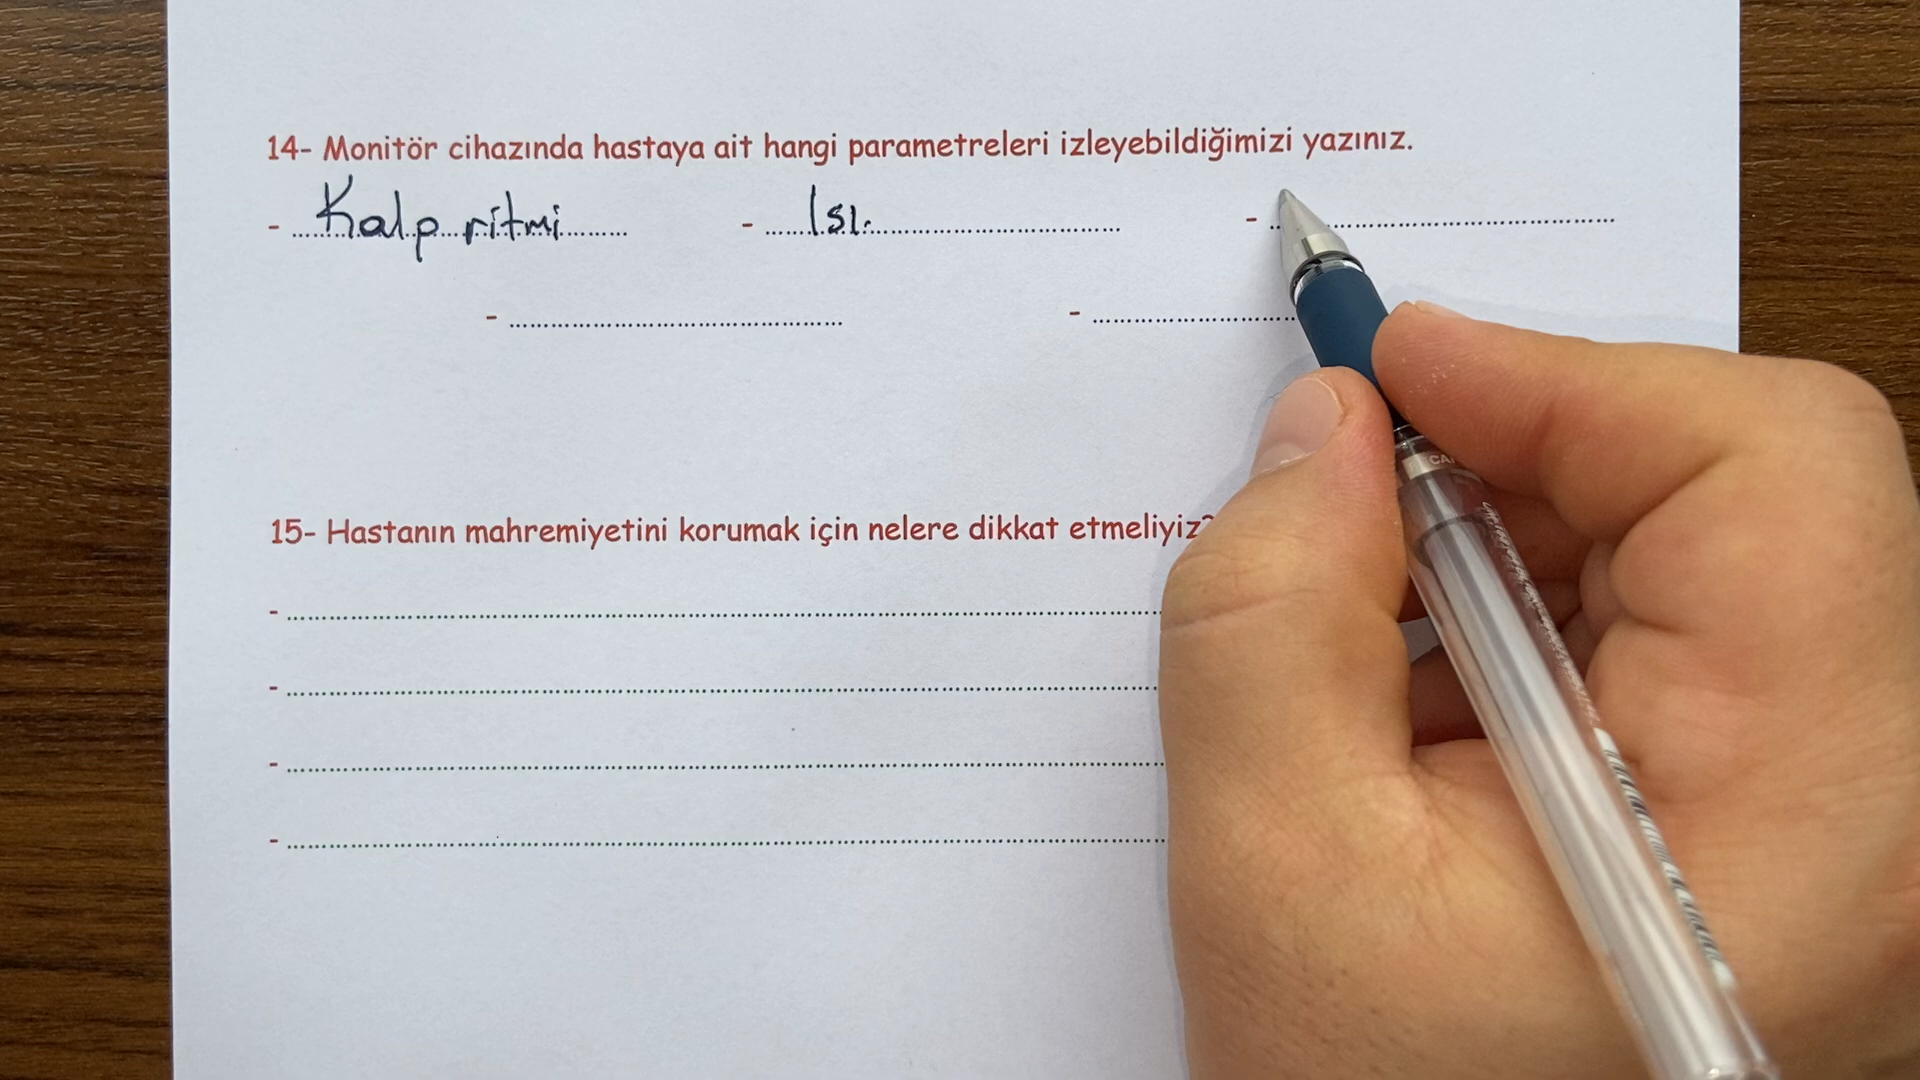 14- Monitör cihazında hastaya ait hangi parametreleri izleyebildiğimizi yazınız.
- Kalp ritmi - Isı - 
- -
15- Hastanın mahremiyetini korumak için nelere dikkat etmeliyiz?
-
-
-
-